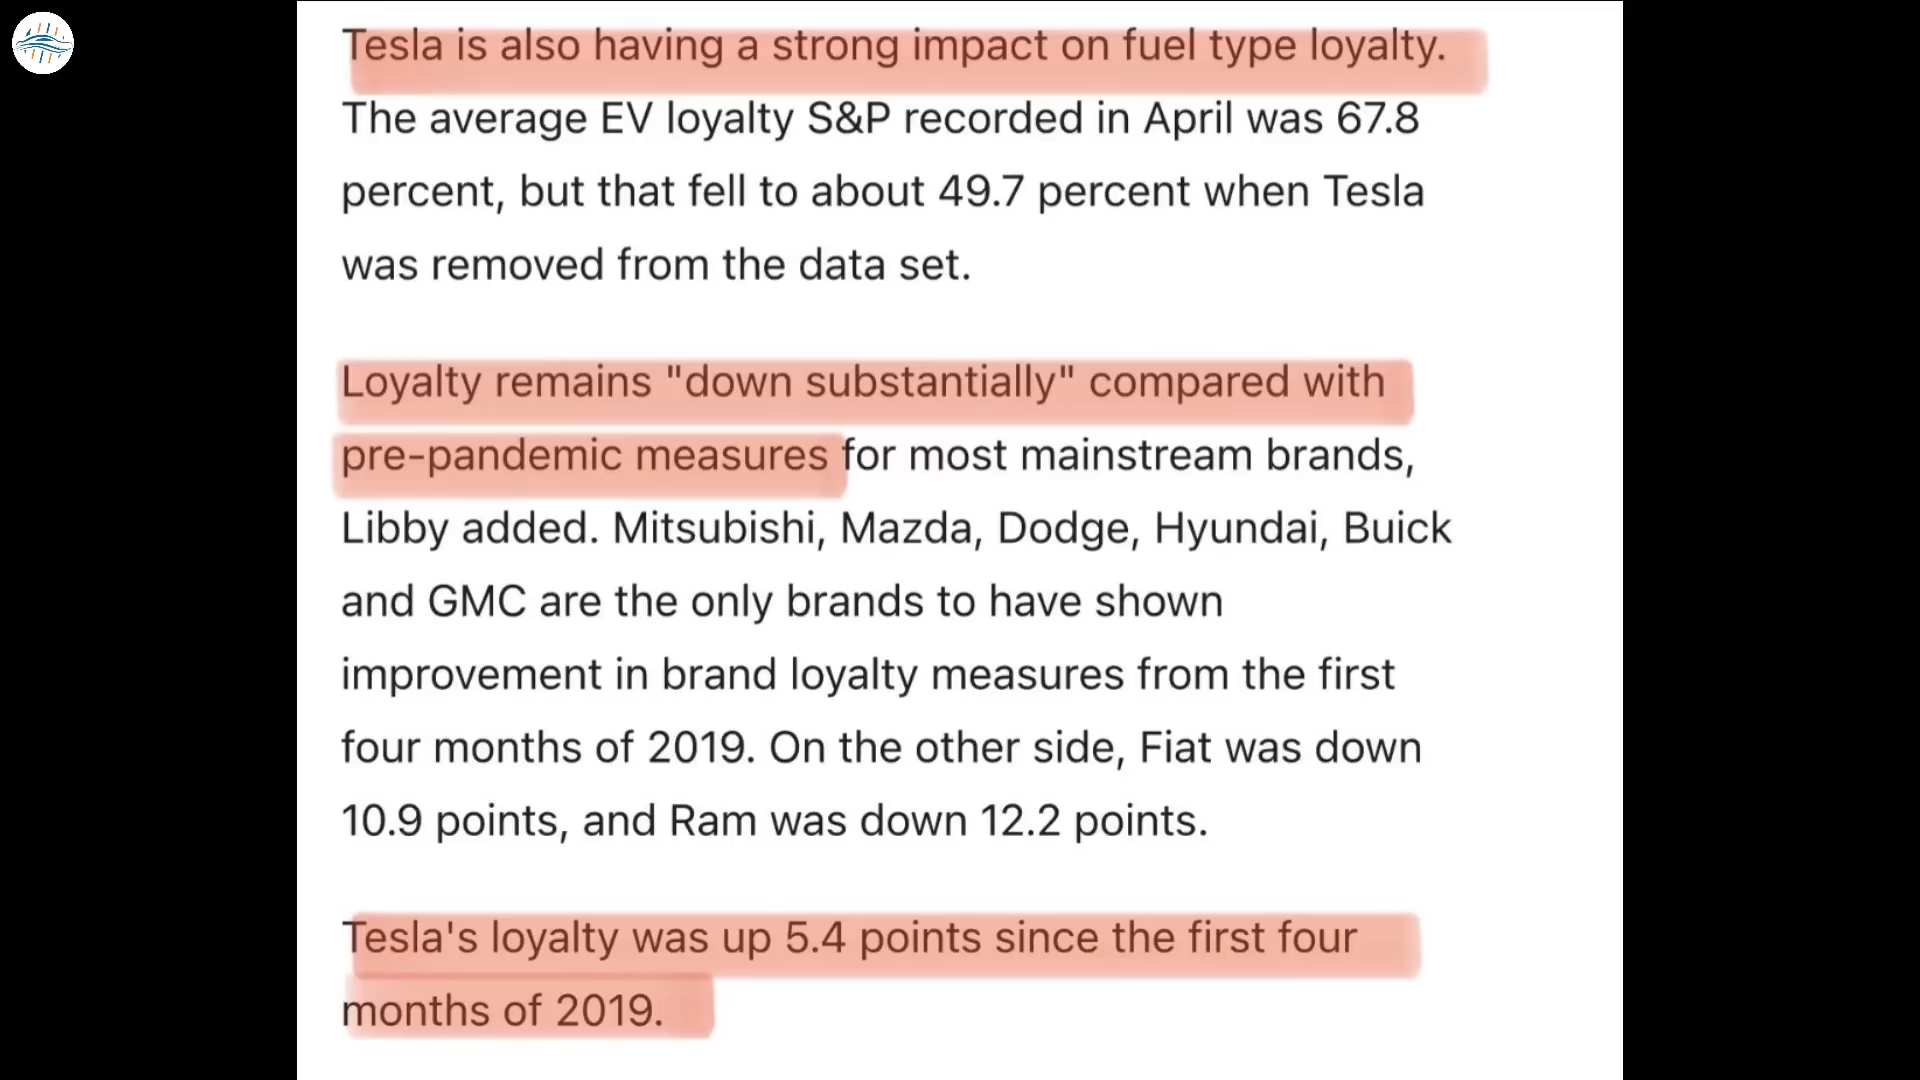 Tesla is also having a strong impact on fuel type loyalty.
The average EV loyalty S&P recorded in April was 67.8
percent, but that fell to about 49.7 percent when Tesla
was removed from the data set.
Loyalty remains "down substantially" compared with
pre-pandemic measures for most mainstream brands,
Libby added. Mitsubishi, Mazda, Dodge, Hyundai, Buick
and GMC are the only brands to have shown
improvement in brand loyalty measures from the first
four months of 2019. On the other side, Fiat was down
10.9 points, and Ram was down 12.2 points.
Tesla's loyalty was up 5.4 points since the first four
months of 2019.